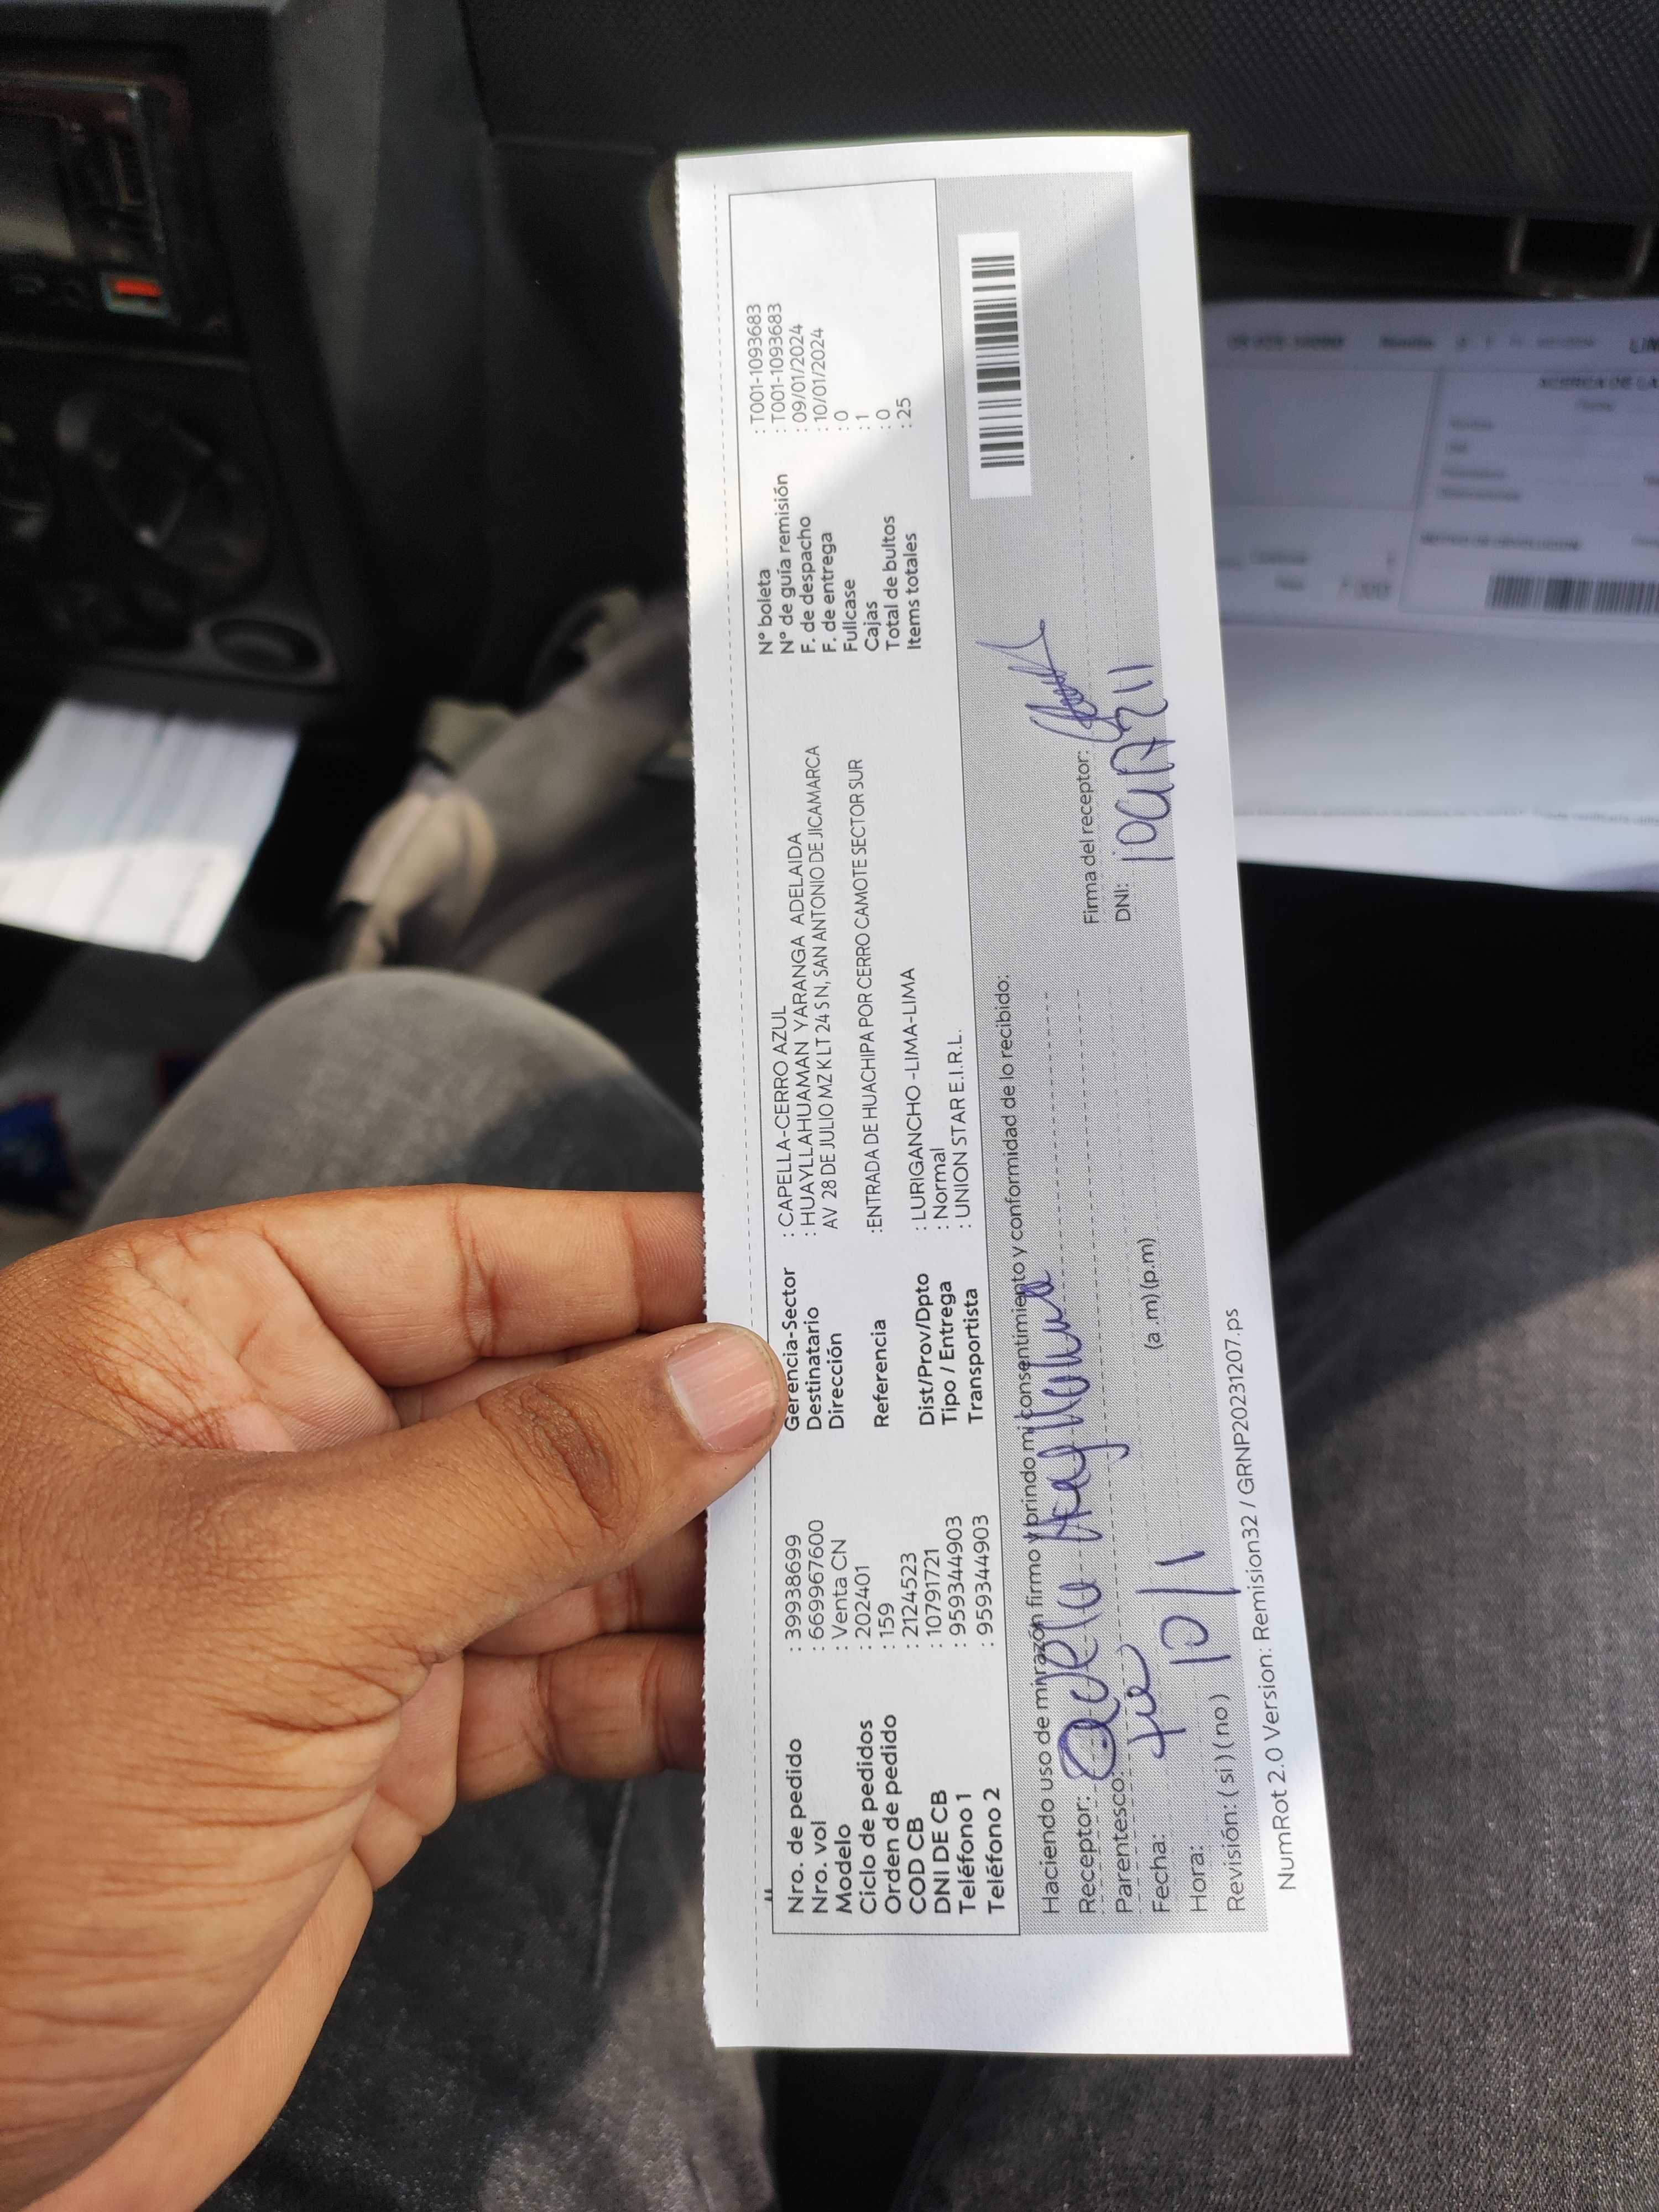 Nro. de pedido : 39938699
Nro. vol : 669967600
Modelo : Venta CN
Ciclo de pedidos : 202401
Orden de pedido : 159
COD CB : 2124523
DNI DE CB : 10791721
Teléfono 1 : 959344903
Teléfono 2 : 959344903
Gerencia-Sector : CAPELLA-CERRO AZUL
Destinatario : HUAYLLAHUAMAN YARANGA ADELAIDA
Dirección AV 28 DE JULIO MZ K LT 24 S N, SAN ANTONIO DE JICAMARCA
Referencia :ENTRADA DE HUACHIPA POR CERRO CAMOTE SECTOR SUR
Dist/Prov/Dpto : LURIGANCHO -LIMA-LIMA
Tipo / Entrega : Normal
Transportista : UNION STAR E.I.R.L.
N° boleta : T001-1093683
N° de guía remisión : T001-1093683
F. de despacho : 09/01/2024
F. de entrega : 10/01/2024
Fullcase : 0
Cajas : 1
Total de bultos : 0
Items totales : 25
Haciendo uso de mi razón firmo y brindo mi consentimiento y conformidad de lo recibido:
Receptor:
Parentesco:
Fecha: 10/1
Hora: (a .m) (p.m)
Revisión: ( si ) ( no )
Firma del receptor:
DNI:
NumRot 2.0 Version: Remision32 / GRNP20231207.ps